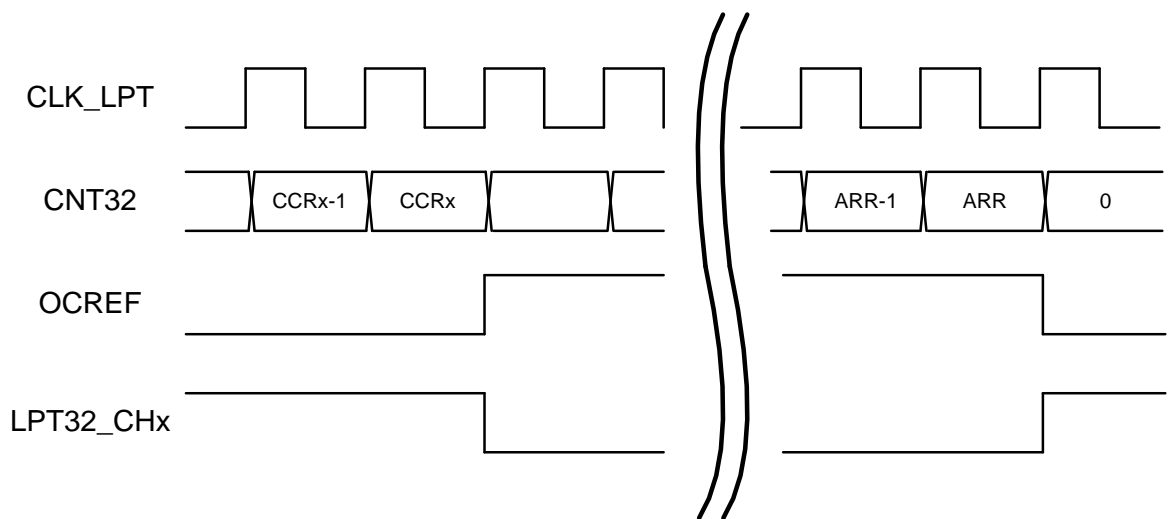 CLK_LPT
CNT32
CCRx-1
CCRx
ARR-1
ARR
0
OCREF
LPT32_CHx